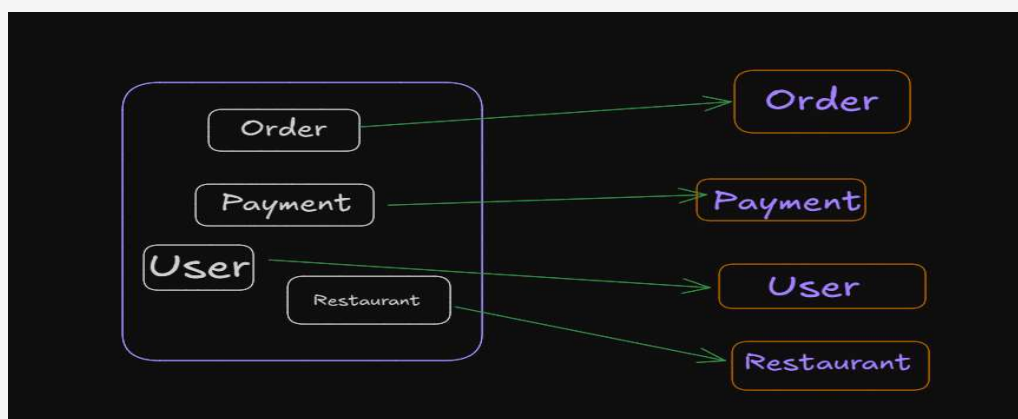 Order
Payment
User
Restaurant
Order
Payment
User
Restaurant